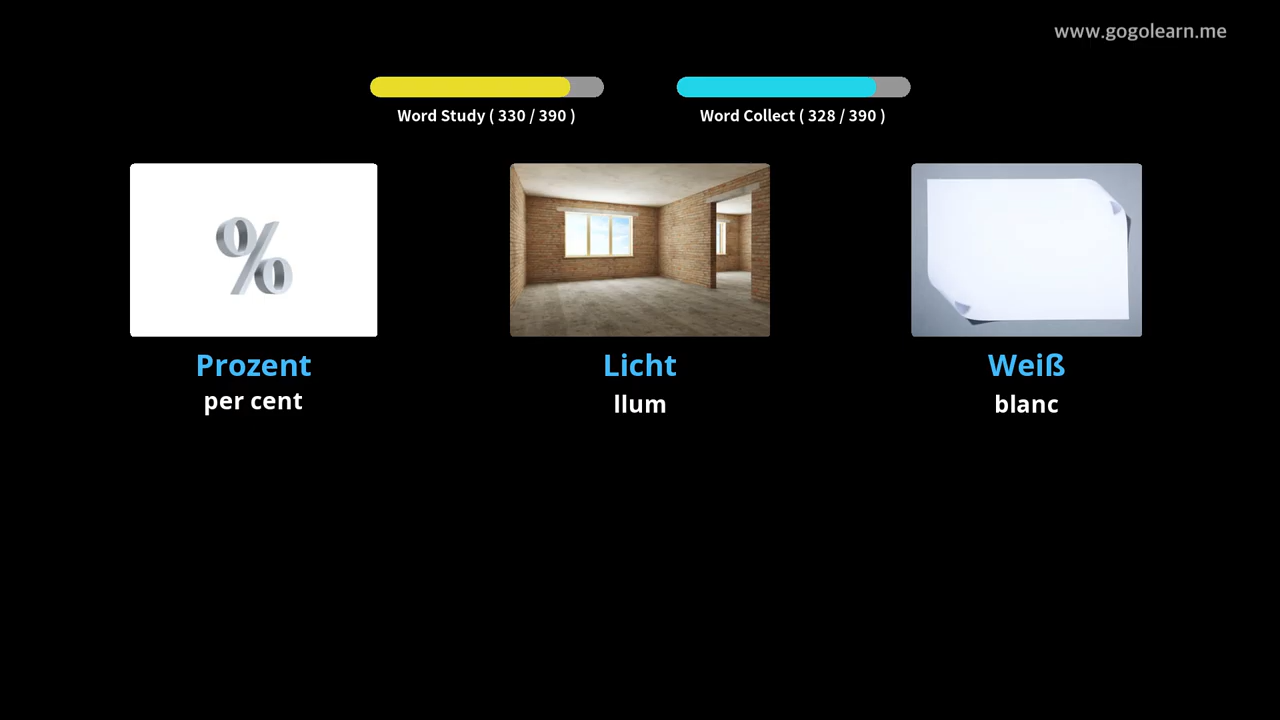 www.gogolearn.me
Word Study ( 330 / 390 )
Word Collect ( 328 / 390 )
%
Prozent
per cent
Licht
llum
Weiß
blanc